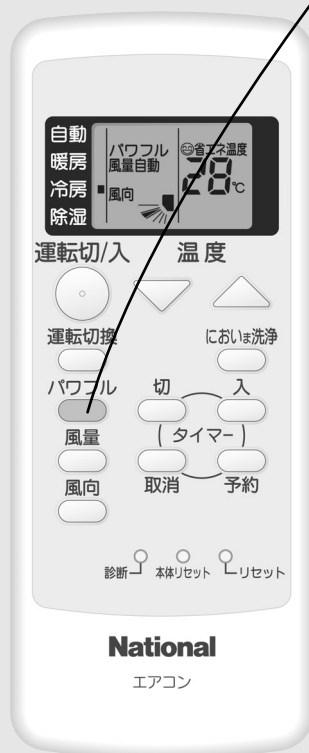 自動
暖房
冷房
除湿
パワフル
風量自動
風向
省エネ温度
28℃
運転切/入
温度
運転切換
においま洗浄
パワフル
切
入
風量
(タイマー)
風向
取消
予約
診断
本体リセット
リセット
National
エアコン